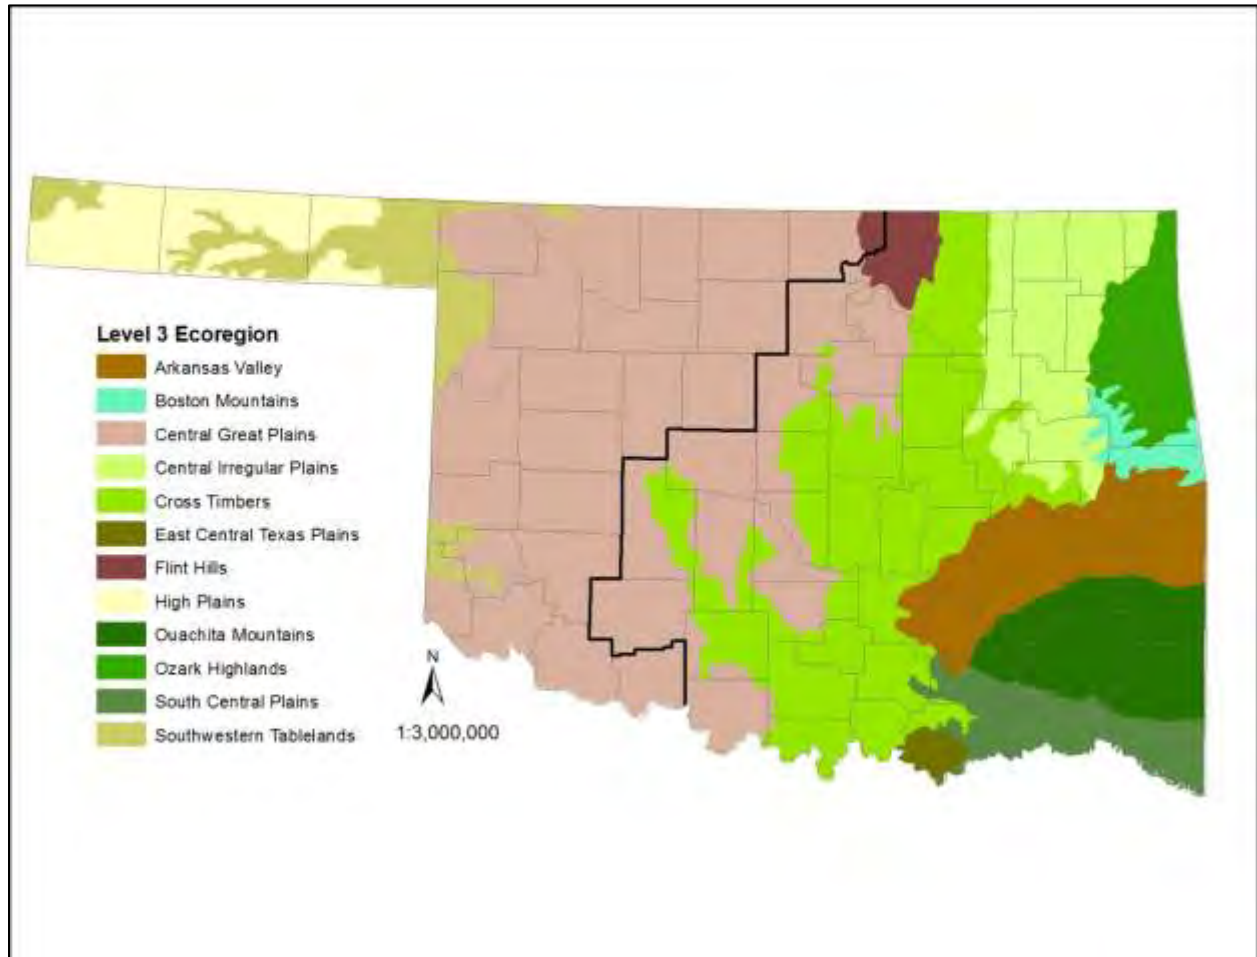 Level 3 Ecoregion
Arkansas Valley
Boston Mountains
Central Great Plains
Central Irregular Plains
Cross Timbers
East Central Texas Plains
Flint Hills
High Plains
Ouachita Mountains
Ozark Highlands
South Central Plains
Southwestern Tablelands
N
1:3,000,000